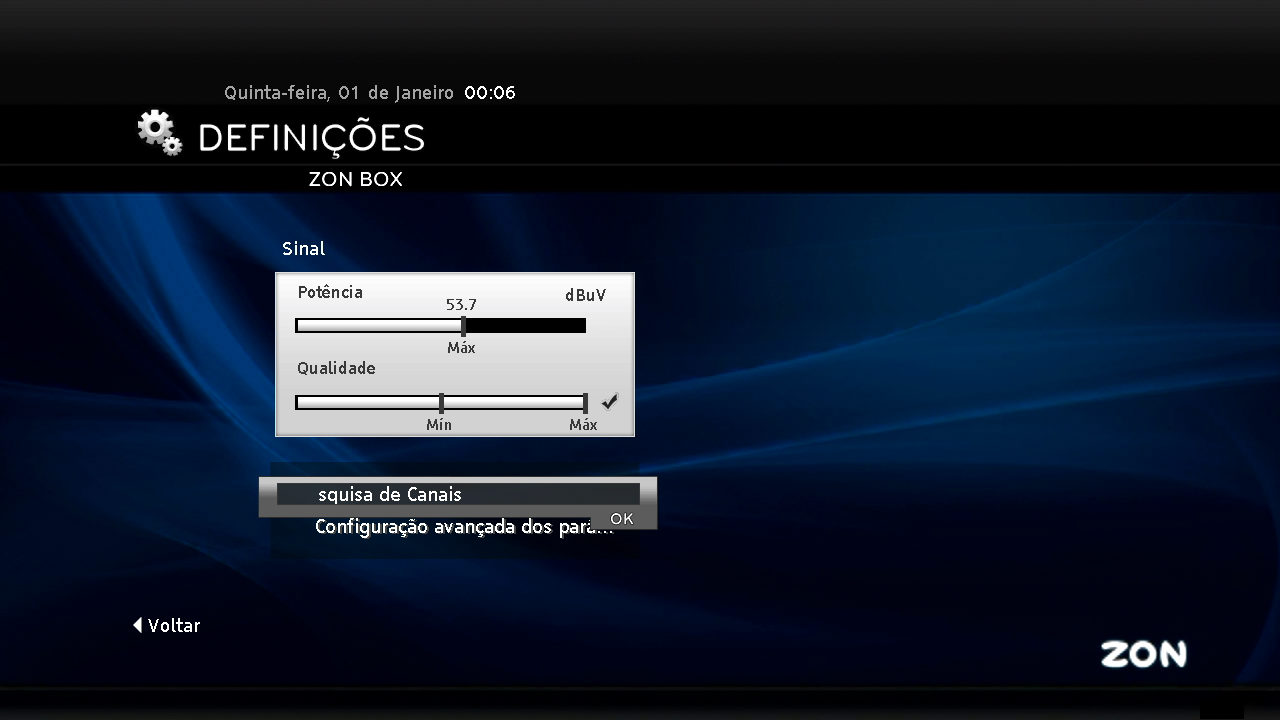 Quinta-feira, 01 de Janeiro 00:06
DEFINIÇÕES
ZON BOX
Sinal
Potência
53.7
dBuV
Máx
Qualidade
Mín
Máx
squisa de Canais
OK
Configuração avançada dos parâm...
Voltar
ZON